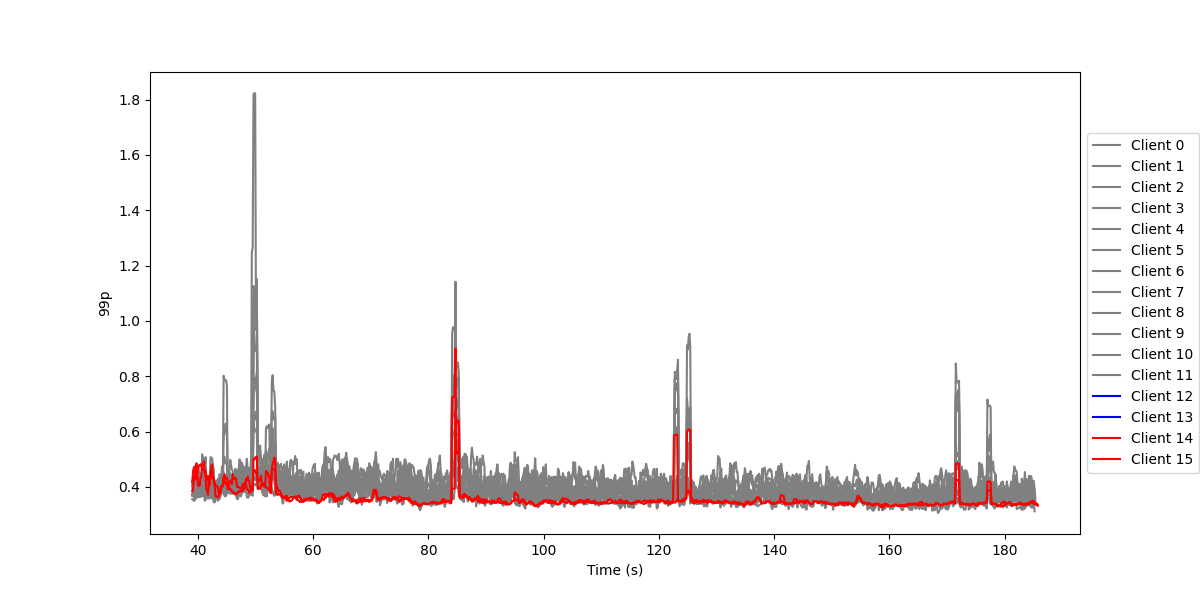 1.8
1.6
1.4
1.2
1.0
0.8
0.6
0.4
99p
40 60 80 100 120 140 160 180
Time (s)
Client 0
Client 1
Client 2
Client 3
Client 4
Client 5
Client 6
Client 7
Client 8
Client 9
Client 10
Client 11
Client 12
Client 13
Client 14
Client 15